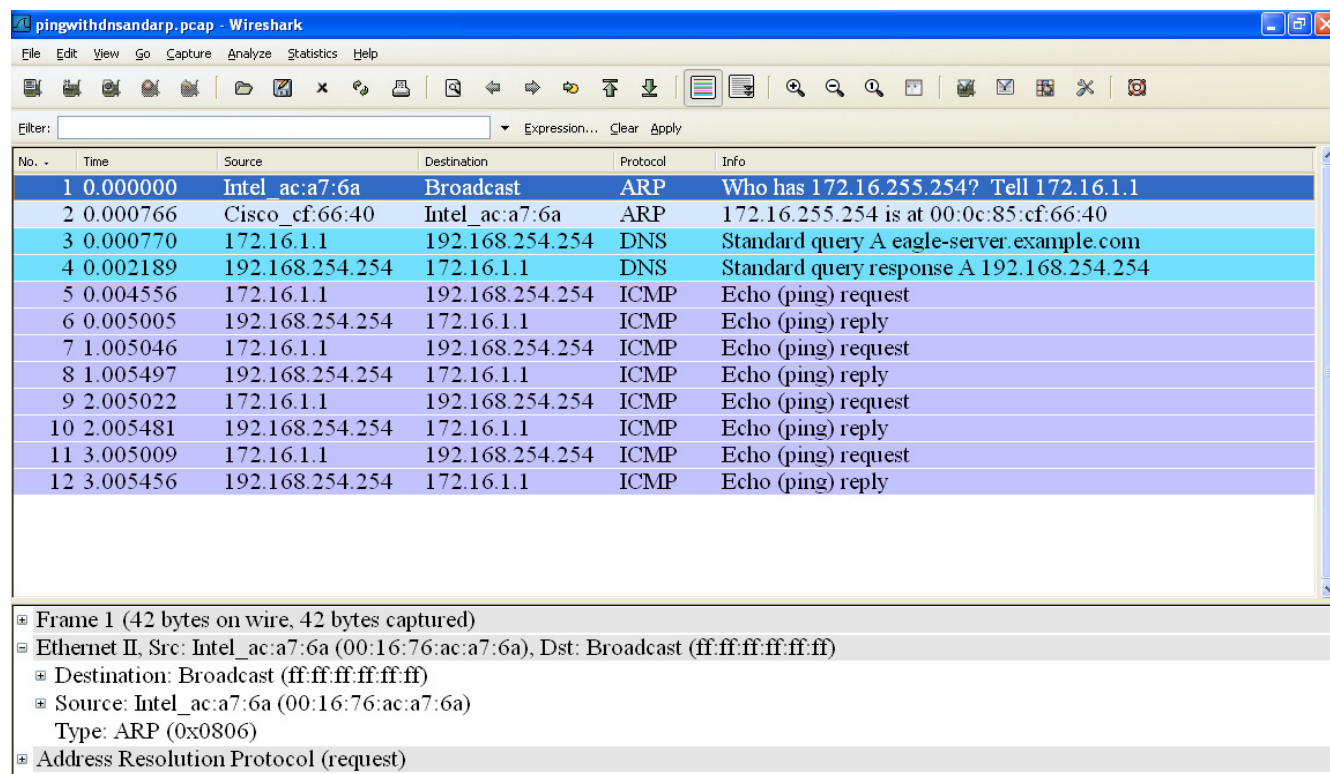 pingwithdnsandarp.pcap - Wireshark
File Edit View Go Capture Analyze Statistics Help
Filter: Expression... Clear Apply
No. - Time Source Destination Protocol Info
1 0.000000 Intel_ac:a7:6a Broadcast ARP Who has 172.16.255.254? Tell 172.16.1.1
2 0.000766 Cisco_cf:66:40 Intel_ac:a7:6a ARP 172.16.255.254 is at 00:0c:85:cf:66:40
3 0.000770 172.16.1.1 192.168.254.254 DNS Standard query A eagle-server.example.com
4 0.002189 192.168.254.254 172.16.1.1 DNS Standard query response A 192.168.254.254
5 0.004556 172.16.1.1 192.168.254.254 ICMP Echo (ping) request
6 0.005005 192.168.254.254 172.16.1.1 ICMP Echo (ping) reply
7 1.005046 172.16.1.1 192.168.254.254 ICMP Echo (ping) request
8 1.005497 192.168.254.254 172.16.1.1 ICMP Echo (ping) reply
9 2.005022 172.16.1.1 192.168.254.254 ICMP Echo (ping) request
10 2.005481 192.168.254.254 172.16.1.1 ICMP Echo (ping) reply
11 3.005009 172.16.1.1 192.168.254.254 ICMP Echo (ping) request
12 3.005456 192.168.254.254 172.16.1.1 ICMP Echo (ping) reply
Frame 1 (42 bytes on wire, 42 bytes captured)
Ethernet II, Src: Intel_ac:a7:6a (00:16:76:ac:a7:6a), Dst: Broadcast (ff:ff:ff:ff:ff:ff)
Destination: Broadcast (ff:ff:ff:ff:ff:ff)
Source: Intel_ac:a7:6a (00:16:76:ac:a7:6a)
Type: ARP (0x0806)
Address Resolution Protocol (request)